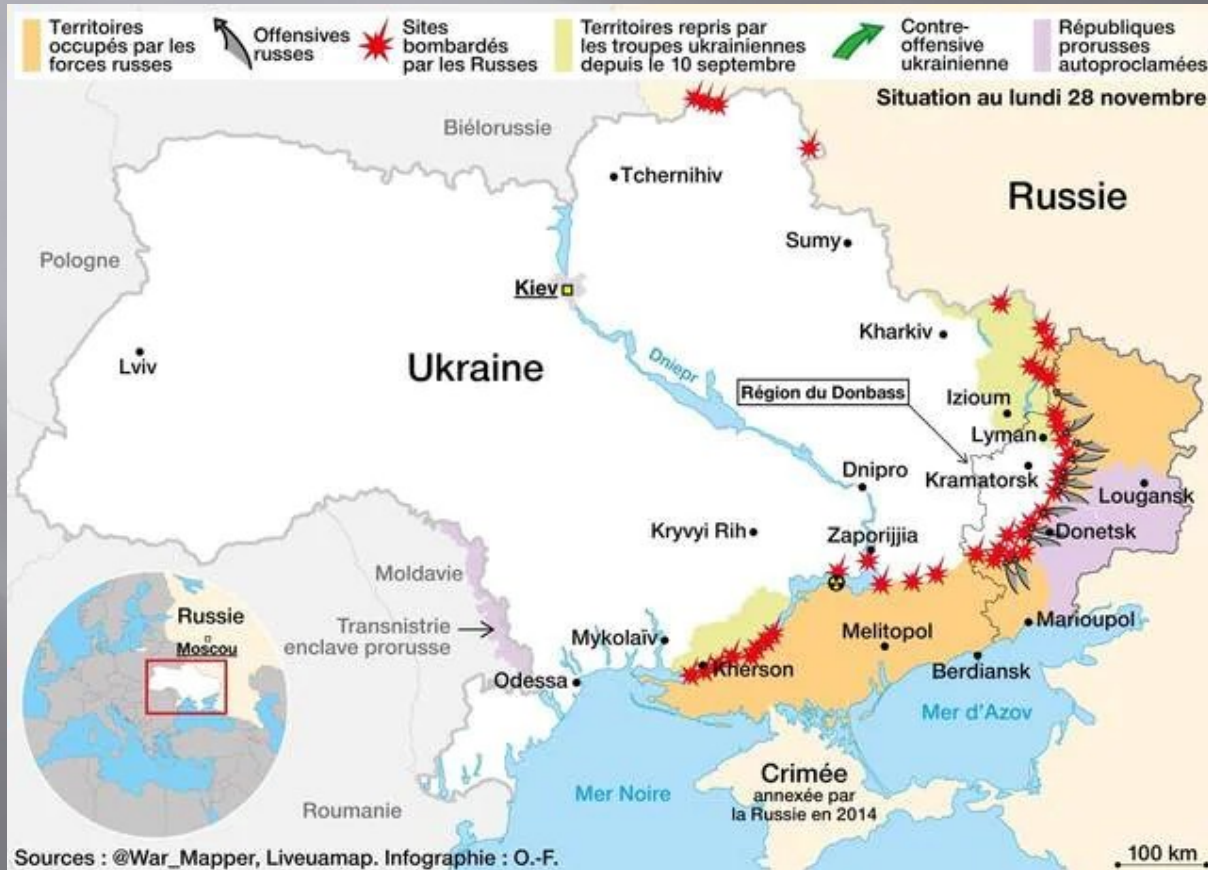 Territoires
occupés par les
forces russes
Offensives
russes
Sites
bombardés
par les Russes
Territoires repris par
les troupes ukrainiennes
depuis le 10 septembre
Contre-
offensive
ukrainienne
Républiques
prorusses
autoproclamées
Situation au lundi 28 novembre
Biélorussie
Tchernihiv
Russie
Sumy
Pologne
Kiev
Kharkiv
Lviv
Ukraine
Dniepr
Région du Donbass
Izioum
Lyman
Dnipro
Kramatorsk
Lougansk
Kryvyi Rih
Zaporijjia
Donetsk
Moldavie
Transnistrie
enclave prorusse
Russie
Moscou
Mykolaïv
Melitopol
Marioupol
Kherson
Berdiansk
Odessa
Mer d'Azov
Crimée
annexée par
la Russie en 2014
Mer Noire
Roumanie
Sources : @War_Mapper, Liveuamap. Infographie : O.-F.
100 km